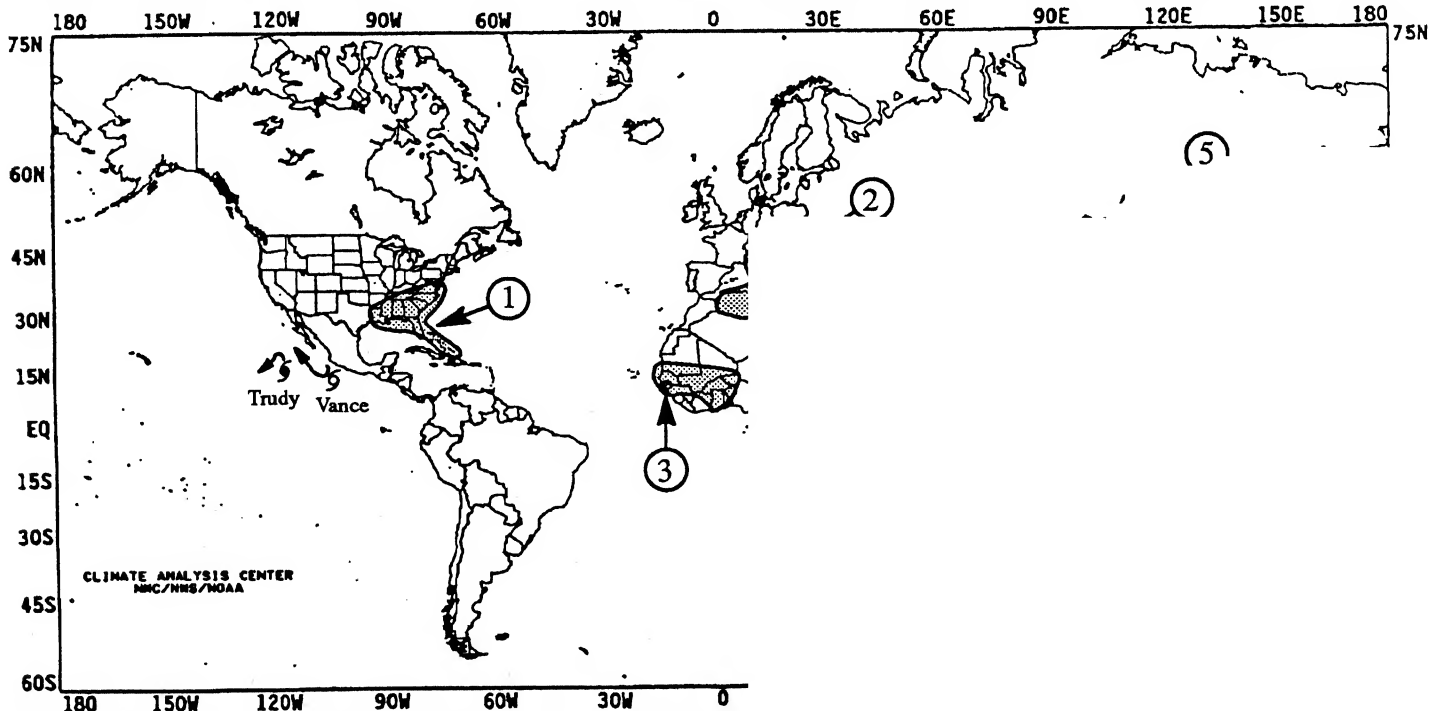 180 150W 120W 90W 60W 30W 0 30E 60E 90E 120E 150E 180
75N 75N
5
60N
2
45N
1
30N
15N
Trudy Vance
EQ
3
15S
30S
CLIMATE ANALYSIS CENTER
NMC/NWS/NOAA
45S
60S
180 150W 120W 90W 60W 30W 0